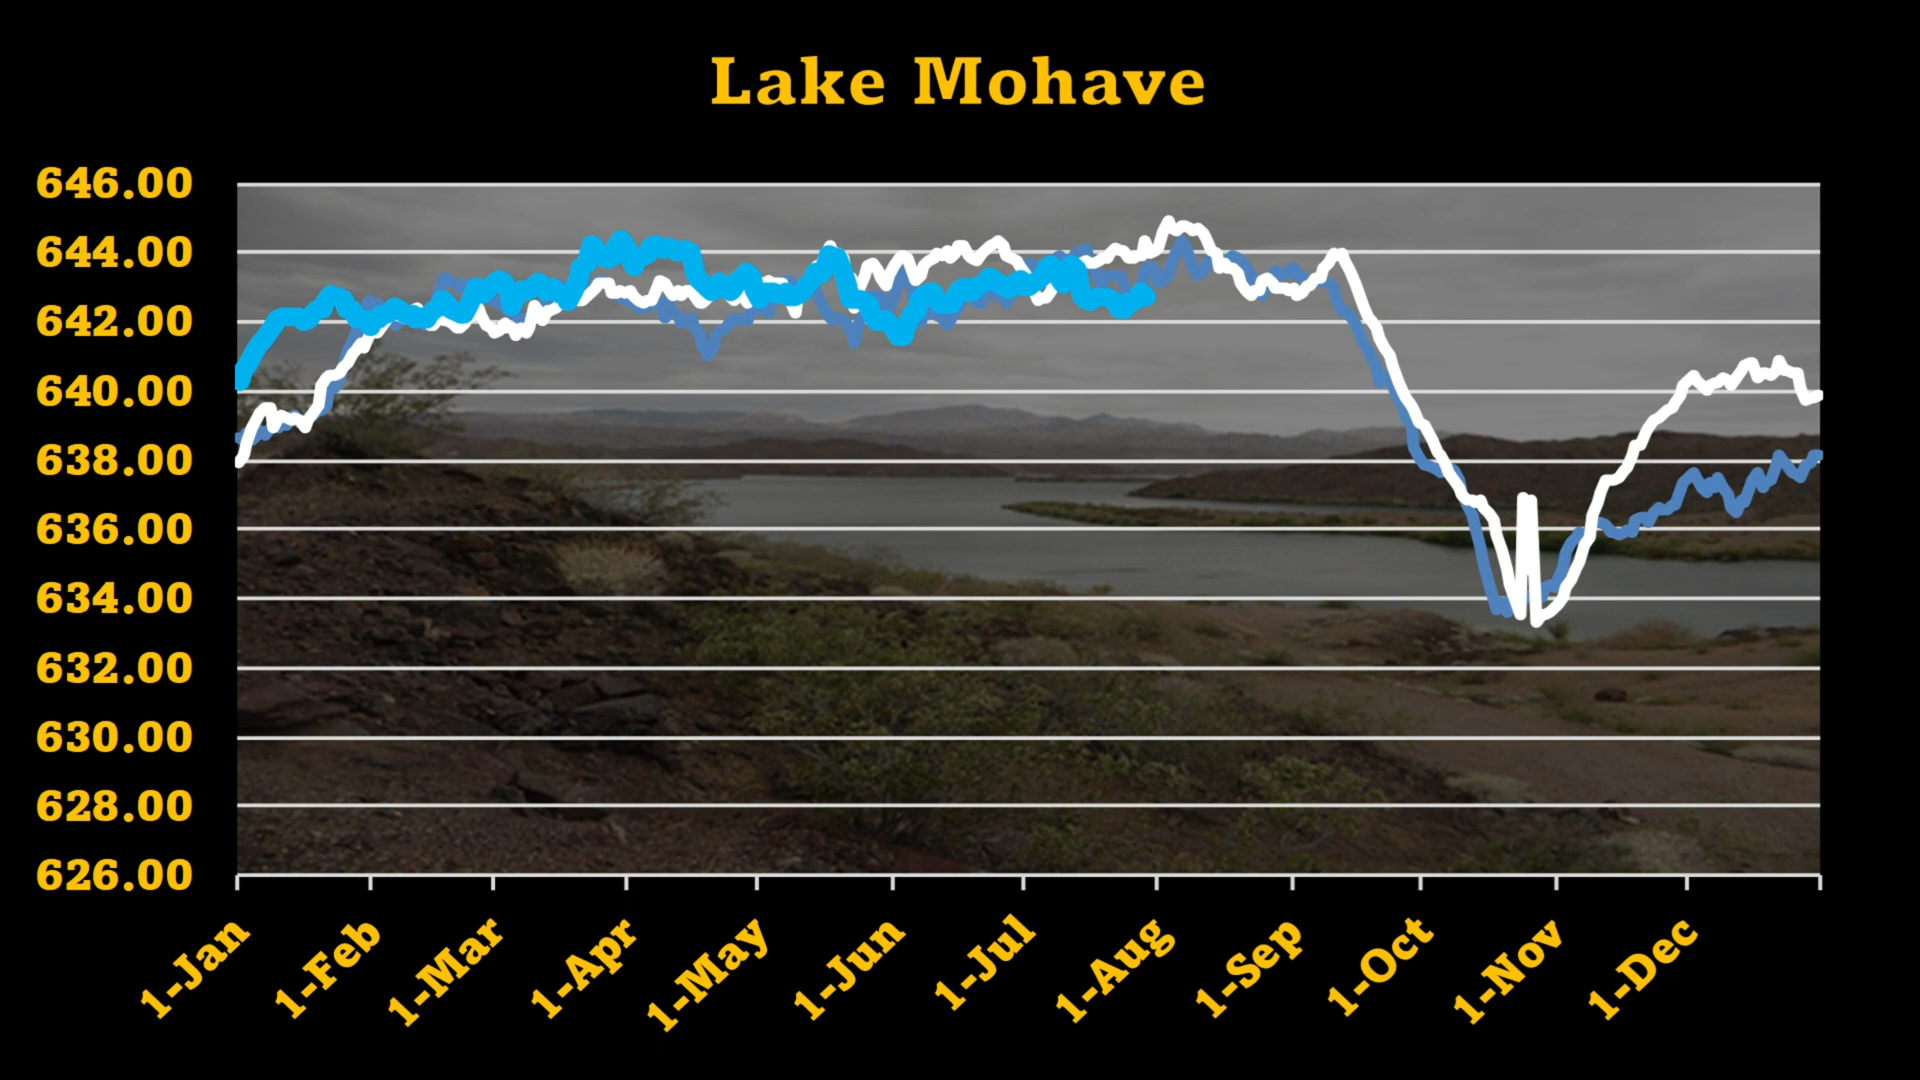 Lake Mohave
646.00
644.00
642.00
640.00
638.00
636.00
634.00
632.00
630.00
628.00
626.00
1-Jan
1-Feb
1-Mar
1-Apr
1-May
1-Jun
1-Jul
1-Aug
1-Sep
1-Oct
1-Nov
1-Dec